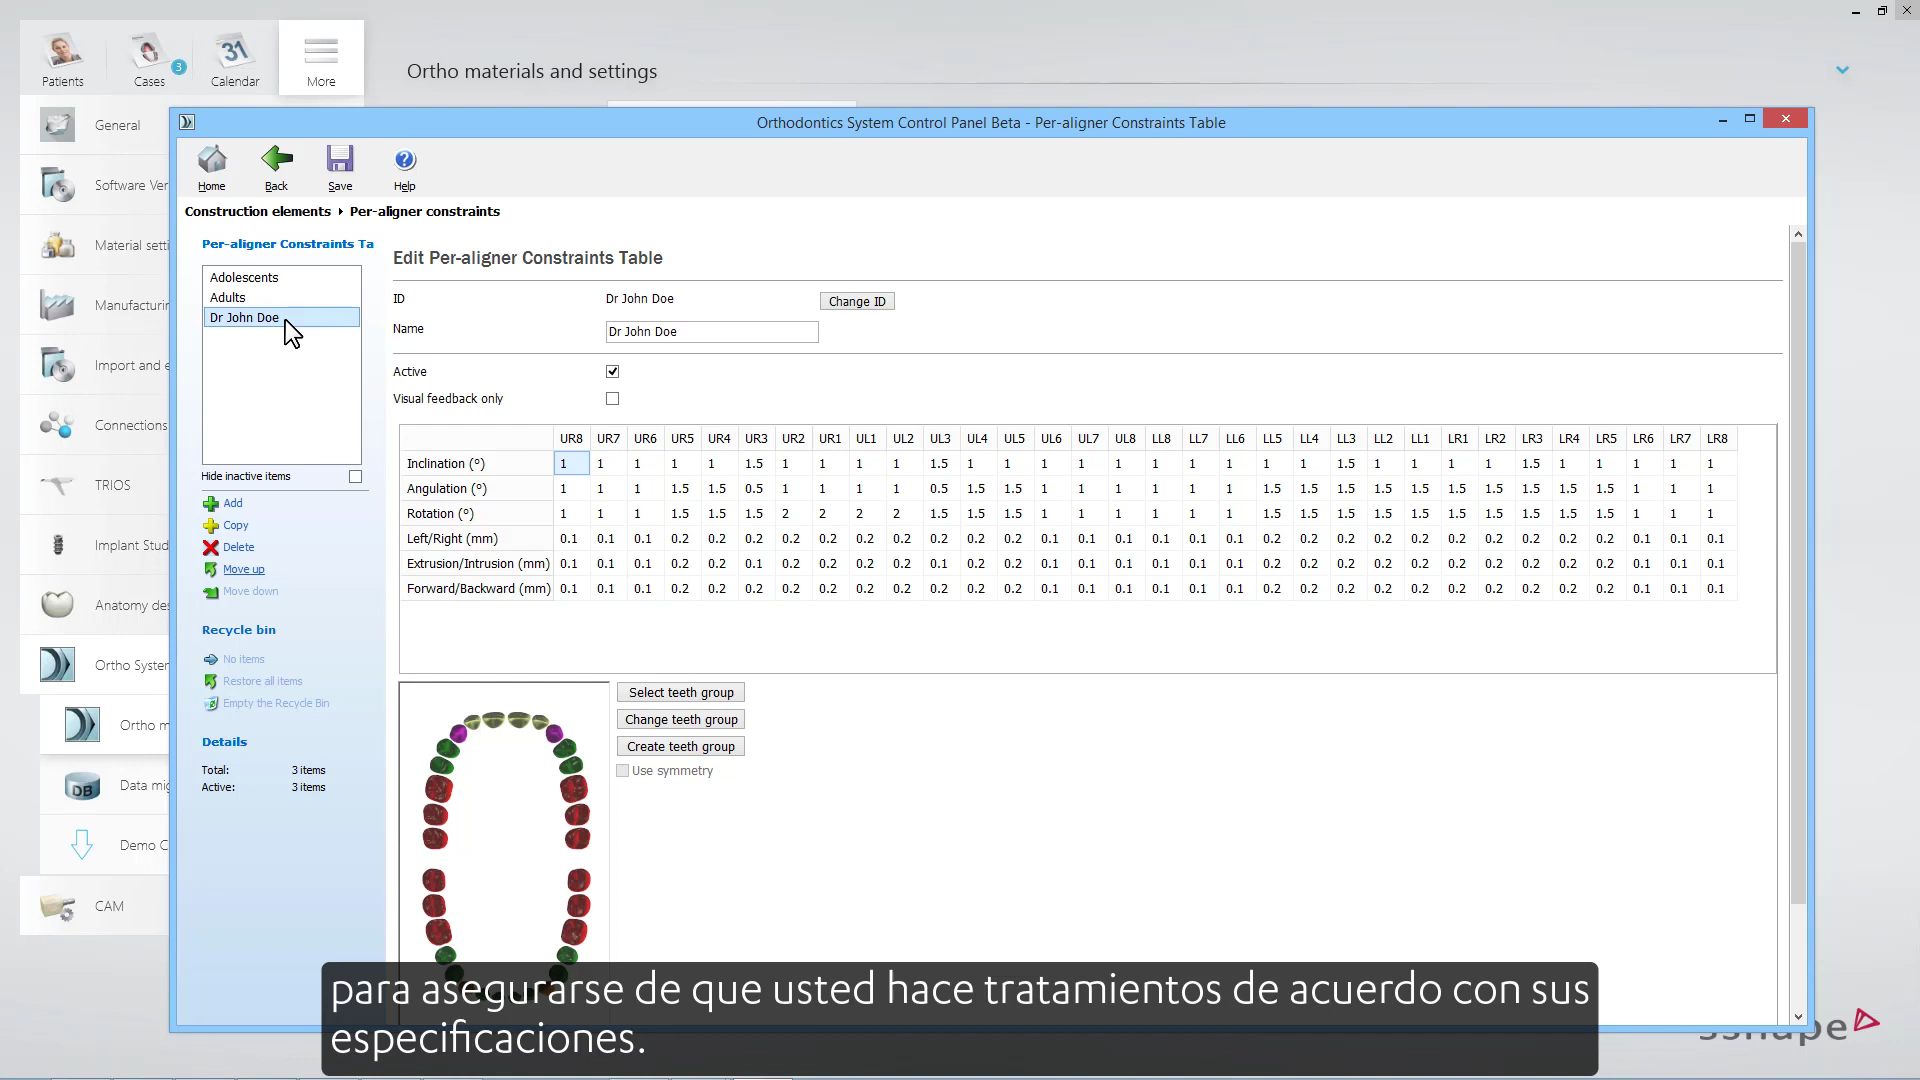 Patients
Cases
3
31
Calendar
More
Ortho materials and settings
General
Software Ver
Material setti
Manufacturin
Import and e
Connections
TRIOS
Implant Stud
Anatomy des
Ortho System
Ortho m
DB
Data mig
Demo C
CAM
Orthodontics System Control Panel Beta - Per-aligner Constraints Table
Home
Back
Save
Help
Construction elements
Per-aligner constraints
Per-aligner Constraints Ta
Adolescents
Adults
Dr John Doe
Hide inactive items
Add
Copy
Delete
Move up
Move down
Recycle bin
No items
Restore all items
Empty the Recycle Bin
Details
Total: 3 items
Active: 3 items
Edit Per-aligner Constraints Table
ID Dr John Doe Change ID
Name Dr John Doe
Active
Visual feedback only
UR8 UR7 UR6 UR5 UR4 UR3 UR2 UR1 UL1 UL2 UL3 UL4 UL5 UL6 UL7 UL8 LL8 LL7 LL6 LL5 LL4 LL3 LL2 LL1 LR1 LR2 LR3 LR4 LR5 LR6 LR7 LR8
Inclination (°) 1 1 1 1 1 1.5 1 1 1 1 1.5 1 1 1 1 1 1 1 1 1 1 1.5 1 1 1 1 1.5 1 1 1 1 1
Angulation (°) 1 1 1 1.5 1.5 0.5 1 1 1 1 0.5 1.5 1.5 1 1 1 1 1 1 1.5 1.5 1.5 1.5 1.5 1.5 1.5 1.5 1.5 1.5 1 1 1
Rotation (°) 1 1 1 1.5 1.5 1.5 2 2 2 2 1.5 1.5 1.5 1 1 1 1 1 1 1.5 1.5 1.5 1.5 1.5 1.5 1.5 1.5 1.5 1.5 1 1 1
Left/Right (mm) 0.1 0.1 0.1 0.2 0.2 0.2 0.2 0.2 0.2 0.2 0.2 0.2 0.2 0.1 0.1 0.1 0.1 0.1 0.1 0.2 0.2 0.2 0.2 0.2 0.2 0.2 0.2 0.2 0.2 0.1 0.1 0.1
Extrusion/Intrusion (mm) 0.1 0.1 0.1 0.2 0.2 0.1 0.2 0.2 0.2 0.2 0.1 0.2 0.2 0.1 0.1 0.1 0.1 0.1 0.1 0.2 0.2 0.2 0.2 0.2 0.2 0.2 0.2 0.2 0.2 0.1 0.1 0.1
Forward/Backward (mm) 0.1 0.1 0.1 0.2 0.2 0.2 0.2 0.2 0.2 0.2 0.2 0.2 0.2 0.1 0.1 0.1 0.1 0.1 0.1 0.2 0.2 0.2 0.2 0.2 0.2 0.2 0.2 0.2 0.2 0.1 0.1 0.1
Select teeth group
Change teeth group
Create teeth group
Use symmetry
para asegurarse de que usted hace tratamientos de acuerdo con sus
especificaciones.
3shape